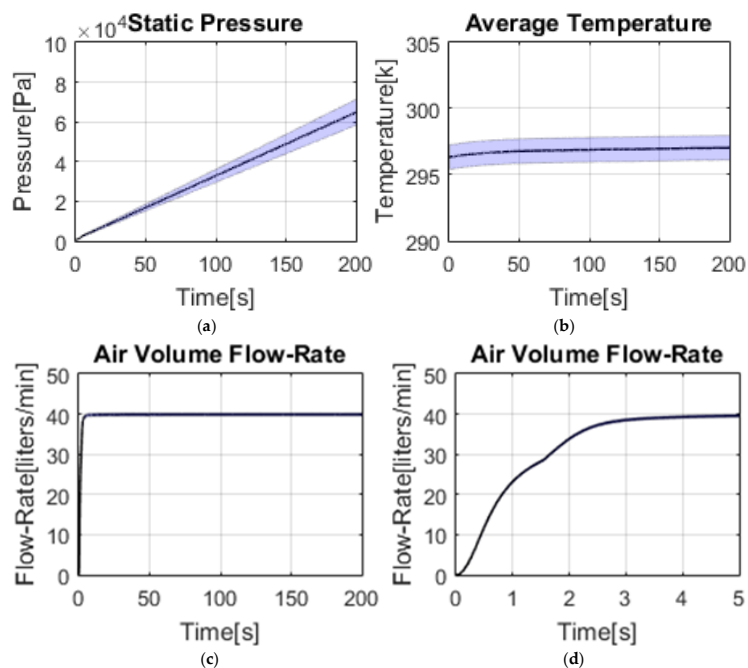 × 10⁴ Static Pressure
10
8
6
4
2
0
Pressure[Pa]
0 50 100 150 200
Time[s]
(a)
Average Temperature
305
300
295
290
Temperature[k]
0 50 100 150 200
Time[s]
(b)
Air Volume Flow-Rate
50
40
30
20
10
0
Flow-Rate[liters/min]
0 50 100 150 200
Time[s]
(c)
Air Volume Flow-Rate
50
40
30
20
10
0
Flow-Rate[liters/min]
0 1 2 3 4 5
Time[s]
(d)